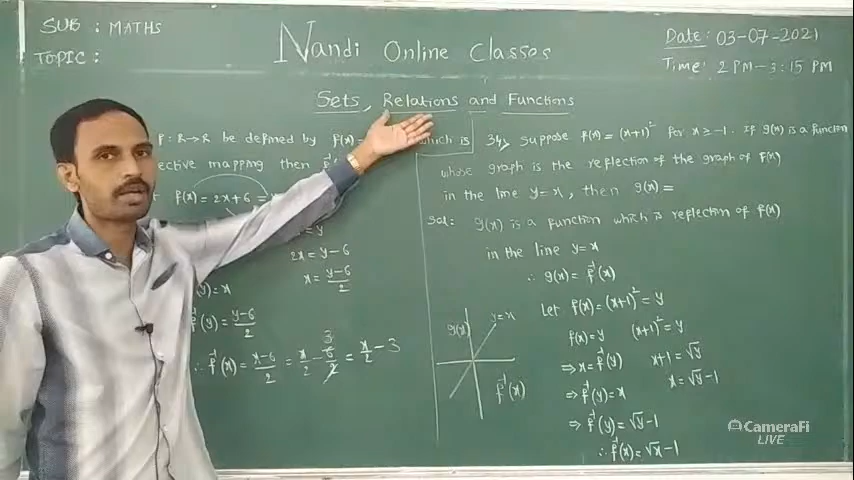 SUB : MATHS
TOPIC :
Nandi Online Classes
Date: 03-07-2021
Time: 2 PM-3:15 PM
Sets, Relations and Functions
f: R→R be defined by f(x)= which is
ective mapping then
f(x) = 2x+6 =
= y
2x = y-6
x = y-6/2
(y)=x
f⁻¹(y) = y-6/2
∴ f⁻¹(x) = x-6/2 = x/2 - 6/2 3 = x/2 - 3
34, Suppose f(x) = (x+1)² for x ≥ -1. If g(x) is a function
whose graph is the reflection of the graph of f(x)
in the line y=x, then g(x) =
Sol: g(x) is a function which is reflection of f(x)
in the line y=x
∴ g(x) = f⁻¹(x)
Let f(x) = (x+1)² = y
f(x) = y (x+1)² = y
⇒ x = f⁻¹(y) x+1 = √y
⇒ f⁻¹(y) = x x = √y-1
⇒ f⁻¹(y) = √y-1
∴ f⁻¹(x) = √x-1
g(x) y=x
f⁻¹(x)
CameraFi
LIVE